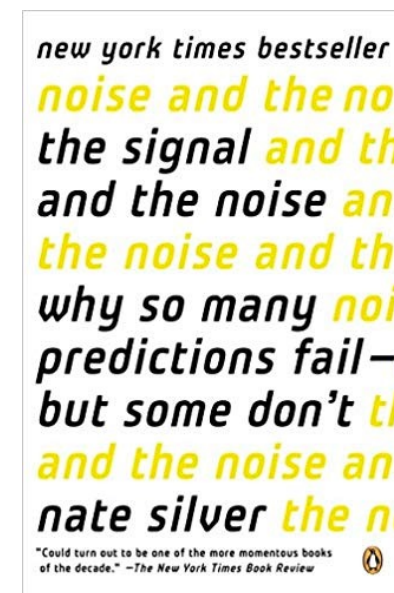 new york times bestseller
noise and the no
the signal and th
and the noise an
the noise and th
why so many noi
predictions fail—
but some don't th
and the noise an
nate silver the n
"Could turn out to be one of the more momentous books
of the decade." —The New York Times Book Review